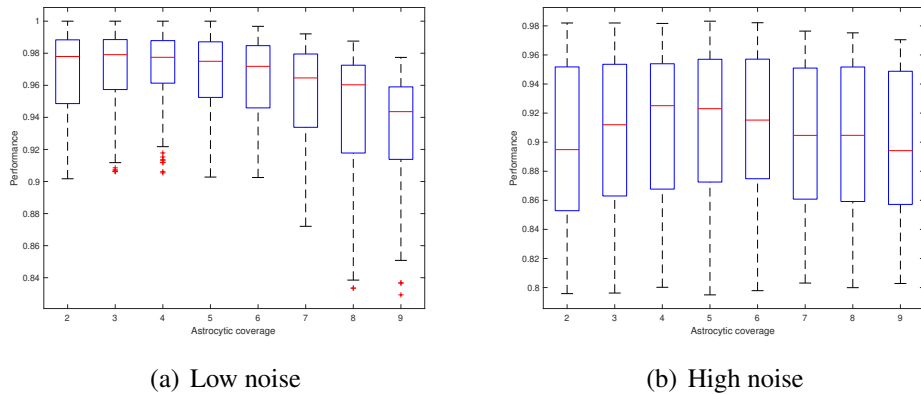 1
0.98
0.96
0.94
0.92
0.9
0.88
0.86
0.84
Performance
2 3 4 5 6 7 8 9
Astrocytic coverage
(a) Low noise
0.98
0.96
0.94
0.92
0.9
0.88
0.86
0.84
0.82
0.8
Performance
2 3 4 5 6 7 8 9
Astrocytic coverage
(b) High noise